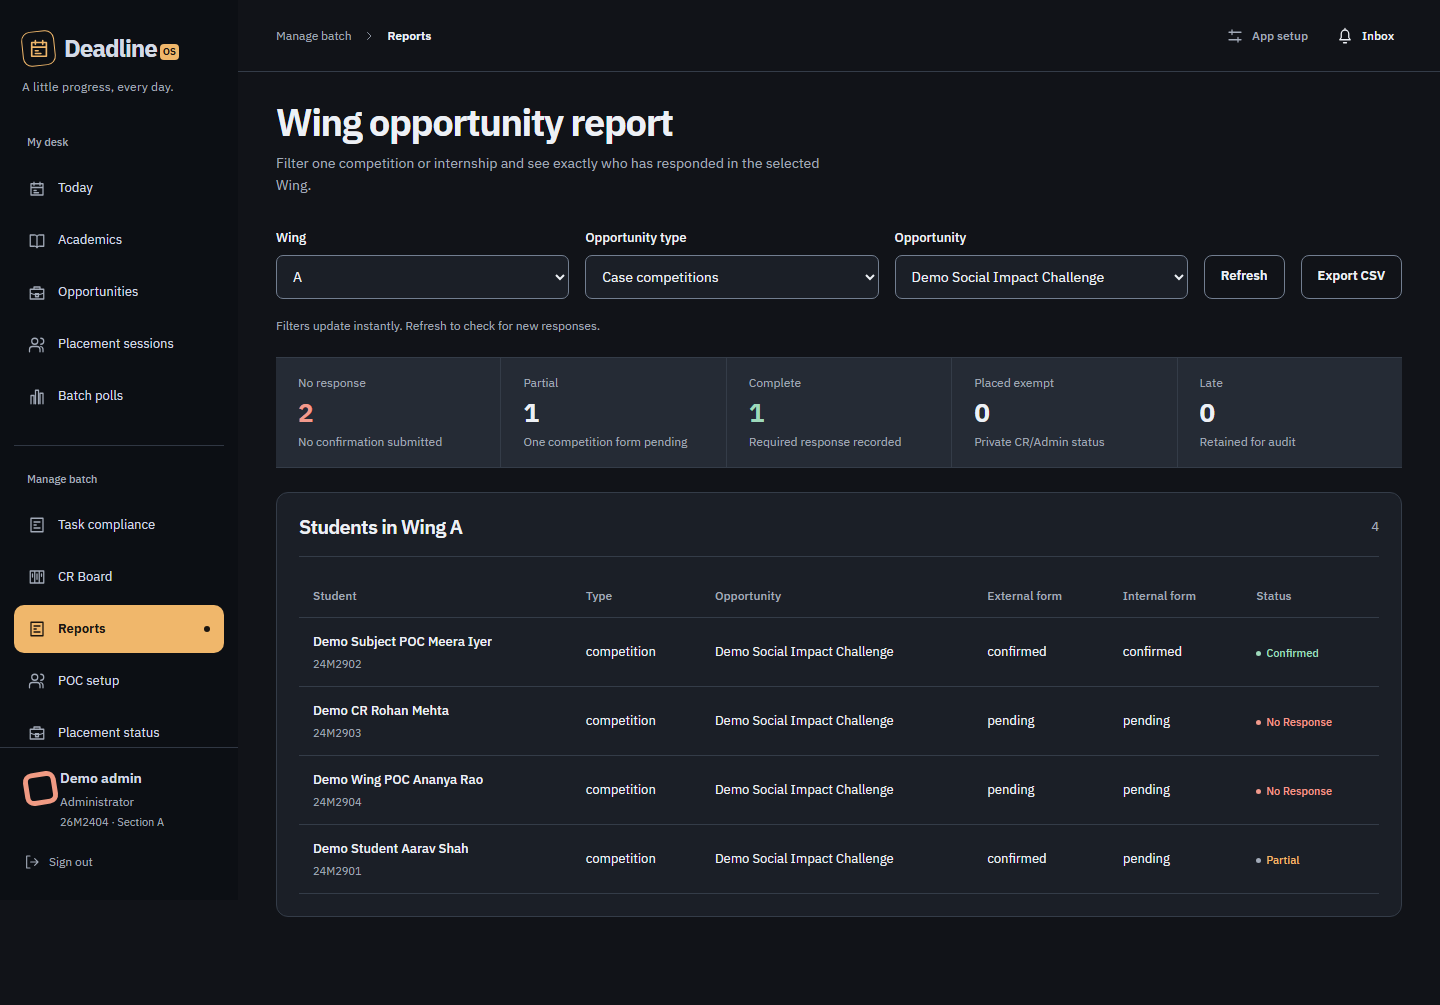 Deadline OS
A little progress, every day.
My desk
Today
Academics
Opportunities
Placement sessions
Batch polls
Manage batch
Task compliance
CR Board
Reports
POC setup
Placement status
Demo admin
Administrator
26M2404 · Section A
Sign out
Manage batch > Reports
App setup
Inbox
Wing opportunity report
Filter one competition or internship and see exactly who has responded in the selected
Wing.
Wing Opportunity type Opportunity
A Case competitions Demo Social Impact Challenge Refresh Export CSV
Filters update instantly. Refresh to check for new responses.
No response Partial Complete Placed exempt Late
2 1 1 0 0
No confirmation submitted One competition form pending Required response recorded Private CR/Admin status Retained for audit
Students in Wing A 4
Student Type Opportunity External form Internal form Status
Demo Subject POC Meera Iyer
24M2902
competition Demo Social Impact Challenge confirmed confirmed Confirmed
Demo CR Rohan Mehta
24M2903
competition Demo Social Impact Challenge pending pending No Response
Demo Wing POC Ananya Rao
24M2904
competition Demo Social Impact Challenge pending pending No Response
Demo Student Aarav Shah
24M2901
competition Demo Social Impact Challenge confirmed pending Partial